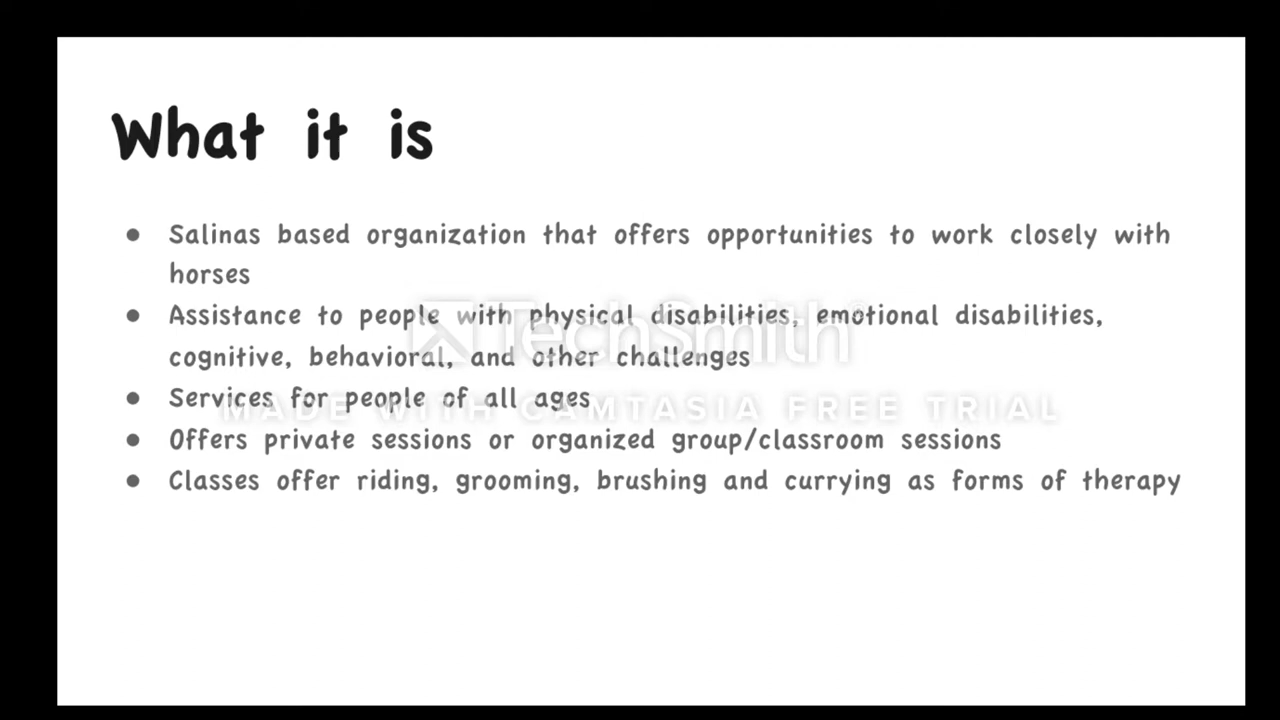 What it is
● Salinas based organization that offers opportunities to work closely with
horses
● Assistance to people with physical disabilities, emotional disabilities,
cognitive, behavioral, and other challenges
● Services for people of all ages
● Offers private sessions or organized group/classroom sessions
● Classes offer riding, grooming, brushing and currying as forms of therapy
TechSmith®
MADE WITH CAMTASIA FREE TRIAL